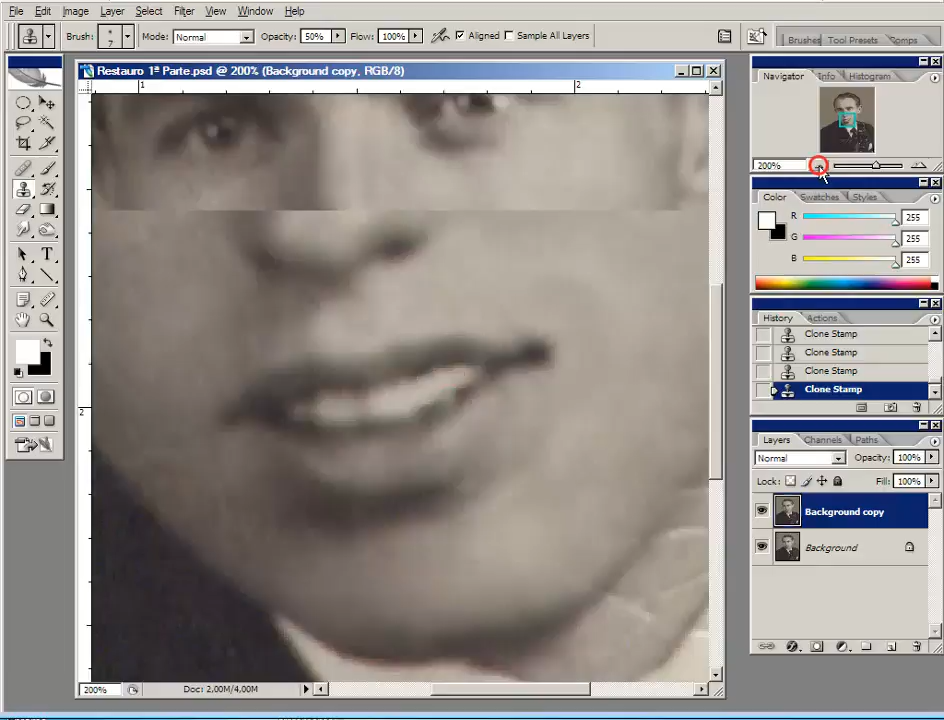 File Edit Image Layer Select Filter View Window Help
Brush: 7 Mode: Normal Opacity: 50% Flow: 100% Aligned Sample All Layers Brushes Tool Presets Comps
Restauro 1ª Parte.psd @ 200% (Background copy, RGB/8)
1 2
2
200% Doc: 2,00M/4,00M
Navigator Info Histogram
200%
Color Swatches Styles
R 255
G 255
B 255
History Actions
Clone Stamp
Clone Stamp
Clone Stamp
Clone Stamp
Layers Channels Paths
Normal Opacity: 100%
Lock: Fill: 100%
Background copy
Background